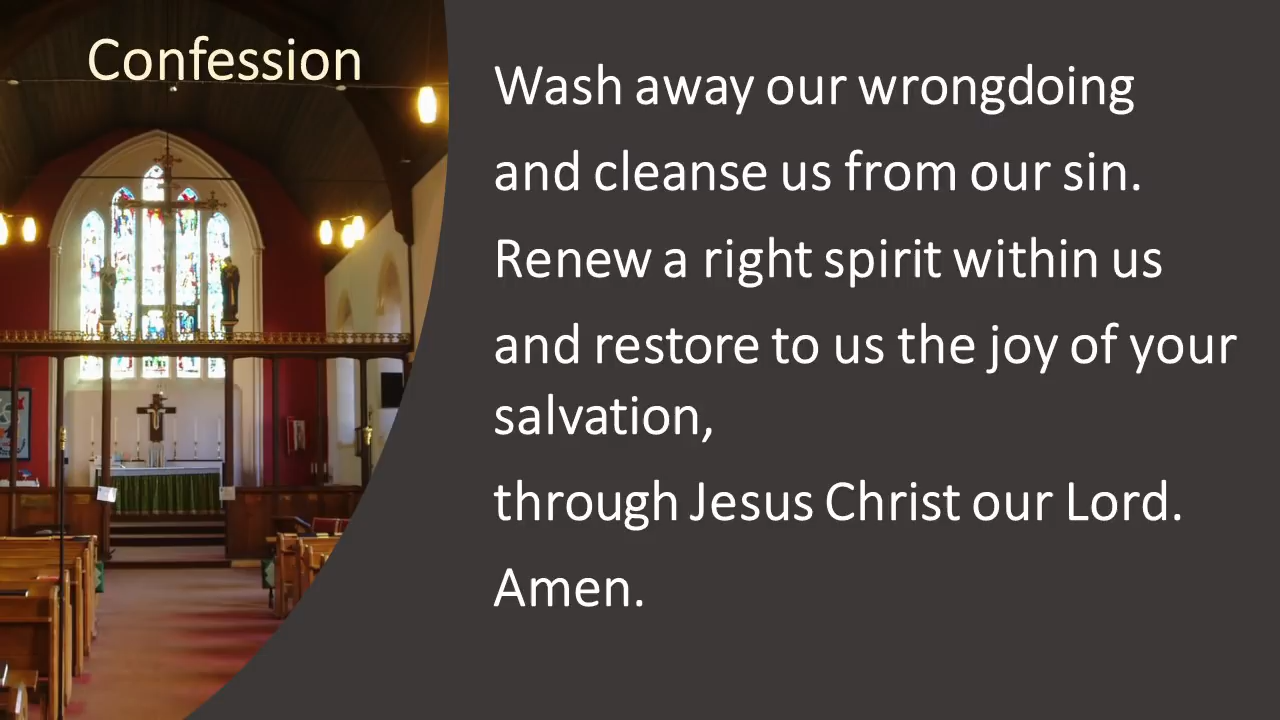 Confession
Wash away our wrongdoing
and cleanse us from our sin.
Renew a right spirit within us
and restore to us the joy of your
salvation,
through Jesus Christ our Lord.
Amen.